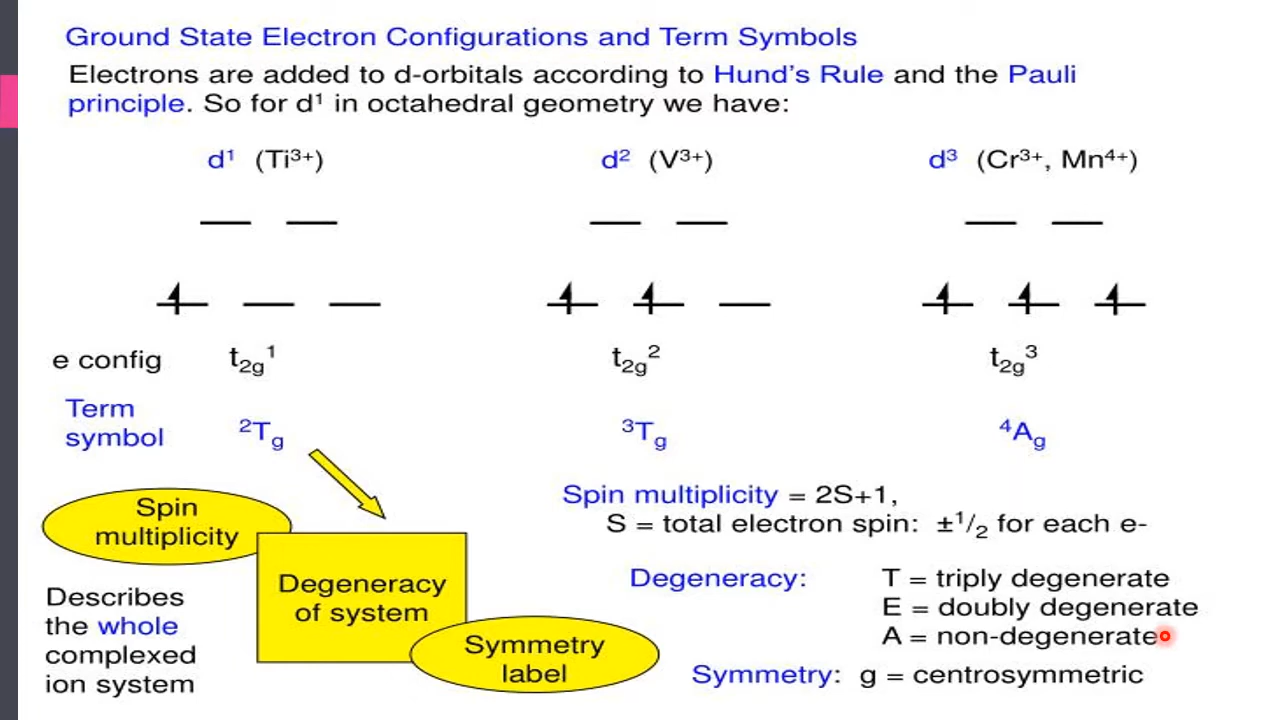 Ground State Electron Configurations and Term Symbols
Electrons are added to d-orbitals according to Hund's Rule and the Pauli
principle. So for d¹ in octahedral geometry we have:
d¹ (Ti³⁺)
d² (V³⁺)
d³ (Cr³⁺, Mn⁴⁺)
e config
t₂g¹
t₂g²
t₂g³
Term
symbol
²Tg
³Tg
⁴Ag
Spin
multiplicity
Degeneracy
of system
Symmetry
label
Describes
the whole
complexed
ion system
Spin multiplicity = 2S+1,
S = total electron spin: ±¹/₂ for each e-
Degeneracy: T = triply degenerate
E = doubly degenerate
A = non-degenerate
Symmetry: g = centrosymmetric